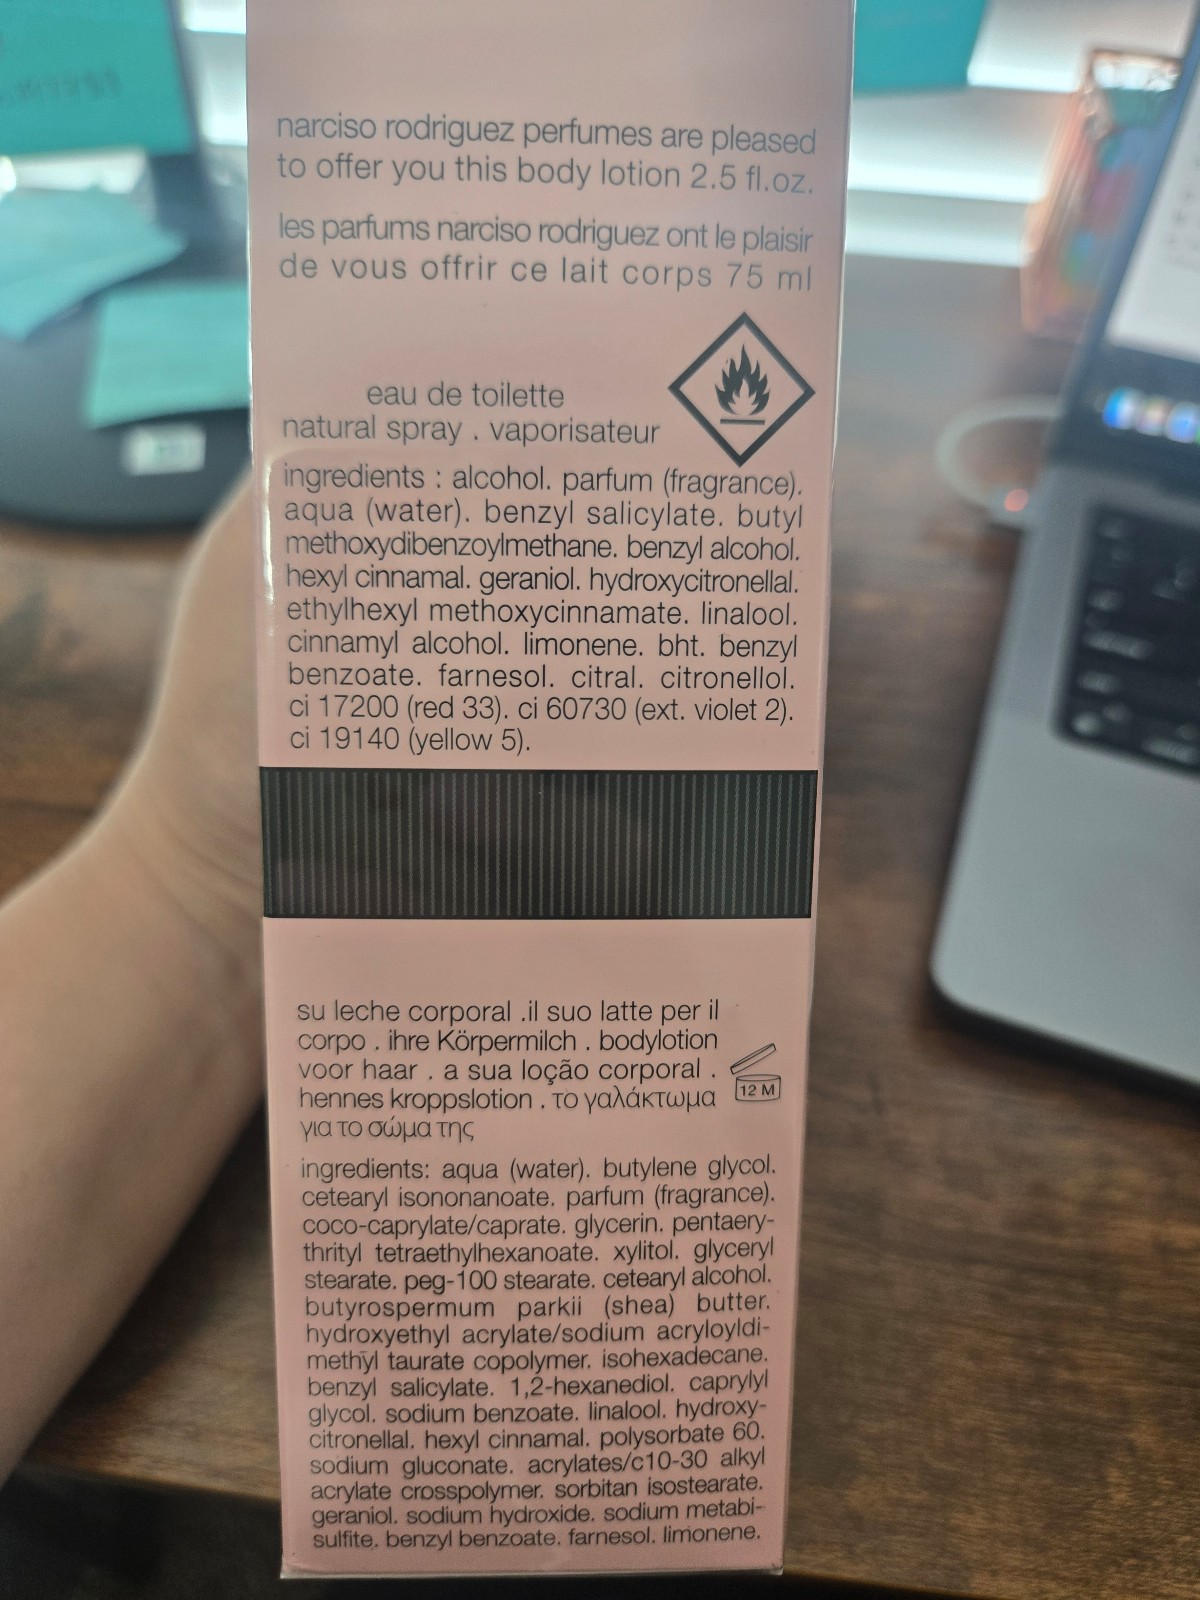 narciso rodriguez perfumes are pleased
to offer you this body lotion 2.5 fl.oz.
les parfums narciso rodriguez ont le plaisir
de vous offrir ce lait corps 75 ml
eau de toilette
natural spray . vaporisateur
ingredients : alcohol. parfum (fragrance).
aqua (water). benzyl salicylate. butyl
methoxydibenzoylmethane. benzyl alcohol.
hexyl cinnamal. geraniol. hydroxycitronellal.
ethylhexyl methoxycinnamate. linalool.
cinnamyl alcohol. limonene. bht. benzyl
benzoate. farnesol. citral. citronellol.
ci 17200 (red 33). ci 60730 (ext. violet 2).
ci 19140 (yellow 5).
su leche corporal .il suo latte per il
corpo . ihre Körpermilch . bodylotion
voor haar . a sua loção corporal .
hennes kroppslotion . το γαλάκτωμα
για το σώμα της
12 M
ingredients: aqua (water). butylene glycol.
cetearyl isononanoate. parfum (fragrance).
coco-caprylate/caprate. glycerin. pentaery-
thrityl tetraethylhexanoate. xylitol. glyceryl
stearate. peg-100 stearate. cetearyl alcohol.
butyrospermum parkii (shea) butter.
hydroxyethyl acrylate/sodium acryloyldi-
methyl taurate copolymer. isohexadecane.
benzyl salicylate. 1,2-hexanediol. caprylyl
glycol. sodium benzoate. linalool. hydroxy-
citronellal. hexyl cinnamal. polysorbate 60.
sodium gluconate. acrylates/c10-30 alkyl
acrylate crosspolymer. sorbitan isostearate.
geraniol. sodium hydroxide. sodium metabi-
sulfite. benzyl benzoate. farnesol. limonene.